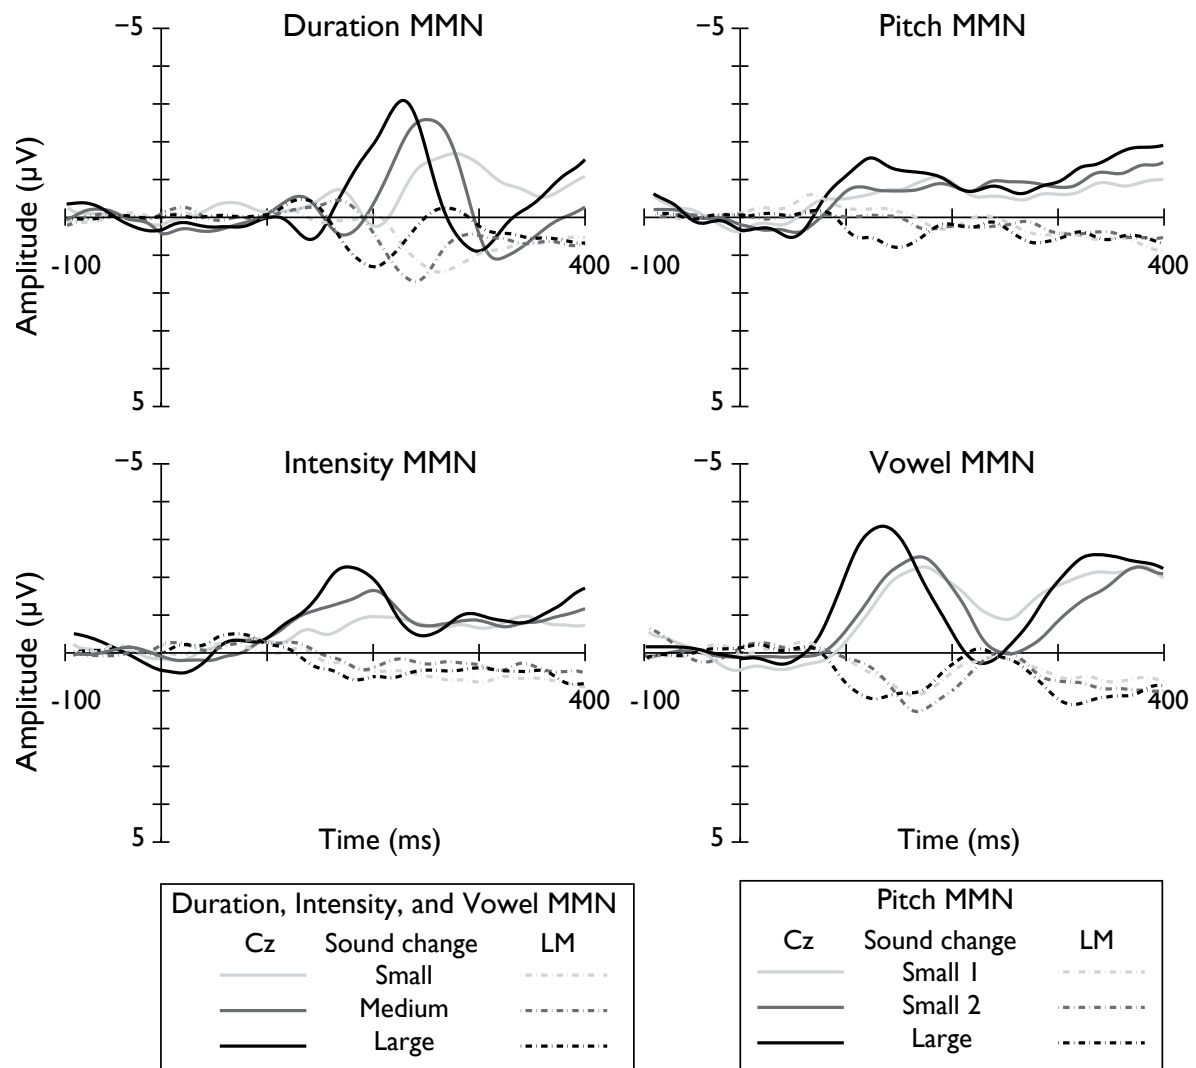 Duration MMN
−5
Amplitude (μV)
-100
400
5
Pitch MMN
−5
-100
400
5
Intensity MMN
−5
Amplitude (μV)
-100
400
5
Time (ms)
Vowel MMN
−5
-100
400
5
Time (ms)
Duration, Intensity, and Vowel MMN
Cz Sound change LM
Small
Medium
Large
Pitch MMN
Cz Sound change LM
Small 1
Small 2
Large